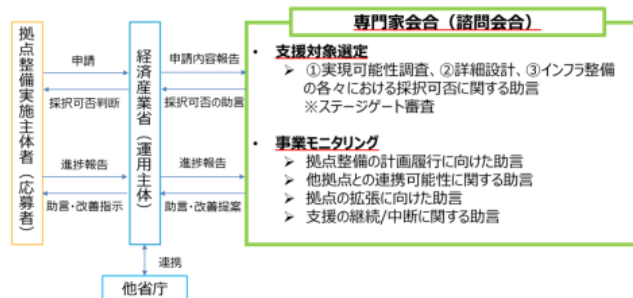 専門家会合（諮問会合）
拠点整備実施主体者（応募者）
申請
採択可否判断
進捗報告
助言・改善指示
経済産業省（運用主体）
申請内容報告
採択可否の助言
進捗報告
助言・改善提案
連携
他省庁
• 支援対象選定
➢ ①実現可能性調査、②詳細設計、③インフラ整備
の各々における採択可否に関する助言
※ステージゲート審査
• 事業モニタリング
➢ 拠点整備の計画履行に向けた助言
➢ 他拠点との連携可能性に関する助言
➢ 拠点の拡張に向けた助言
➢ 支援の継続/中断に関する助言